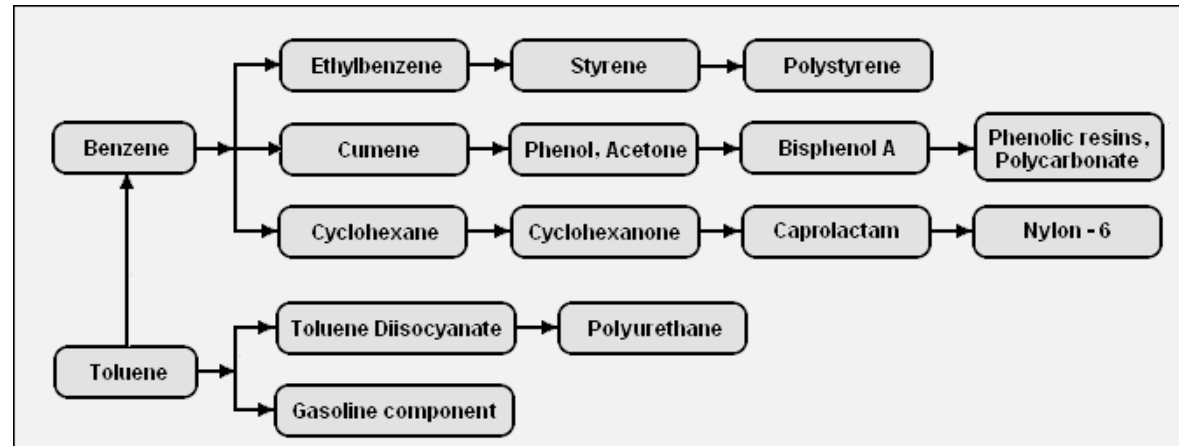 Ethylbenzene
Styrene
Polystyrene
Benzene
Cumene
Phenol, Acetone
Bisphenol A
Phenolic resins,
Polycarbonate
Cyclohexane
Cyclohexanone
Caprolactam
Nylon - 6
Toluene Diisocyanate
Polyurethane
Toluene
Gasoline component